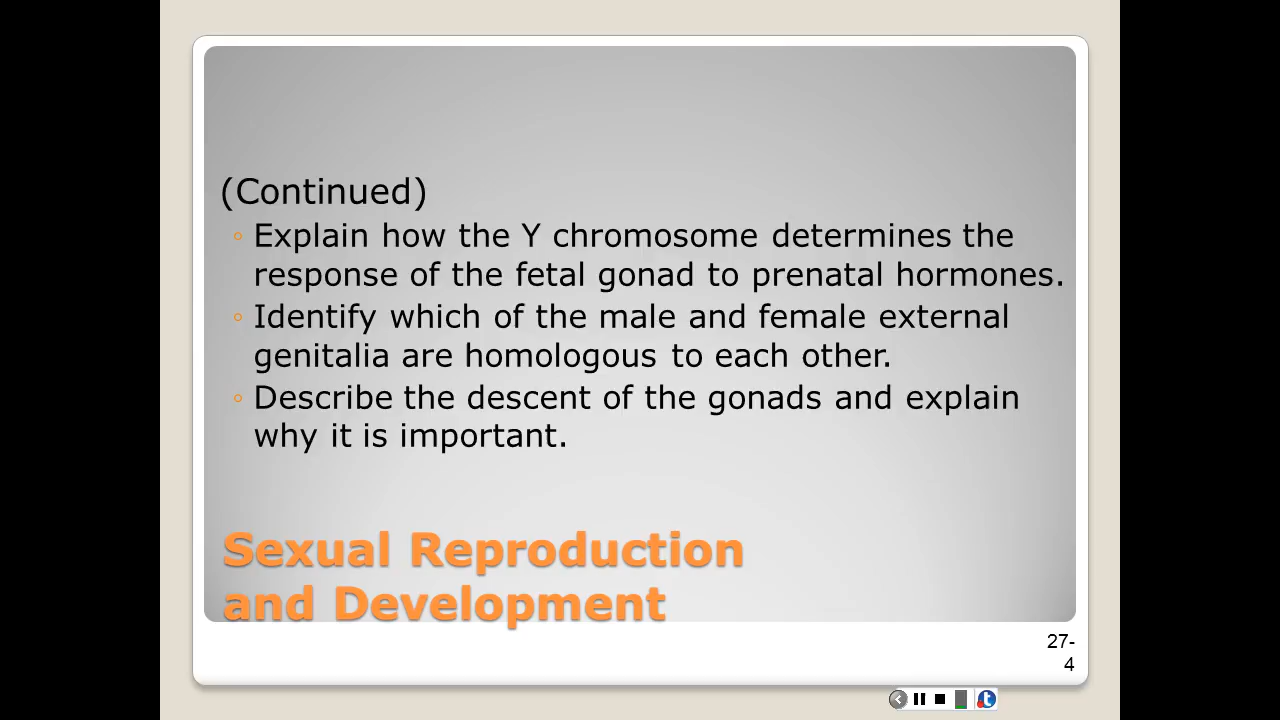 (Continued)
◦ Explain how the Y chromosome determines the
response of the fetal gonad to prenatal hormones.
◦ Identify which of the male and female external
genitalia are homologous to each other.
◦ Describe the descent of the gonads and explain
why it is important.
Sexual Reproduction
and Development
27-
4
t